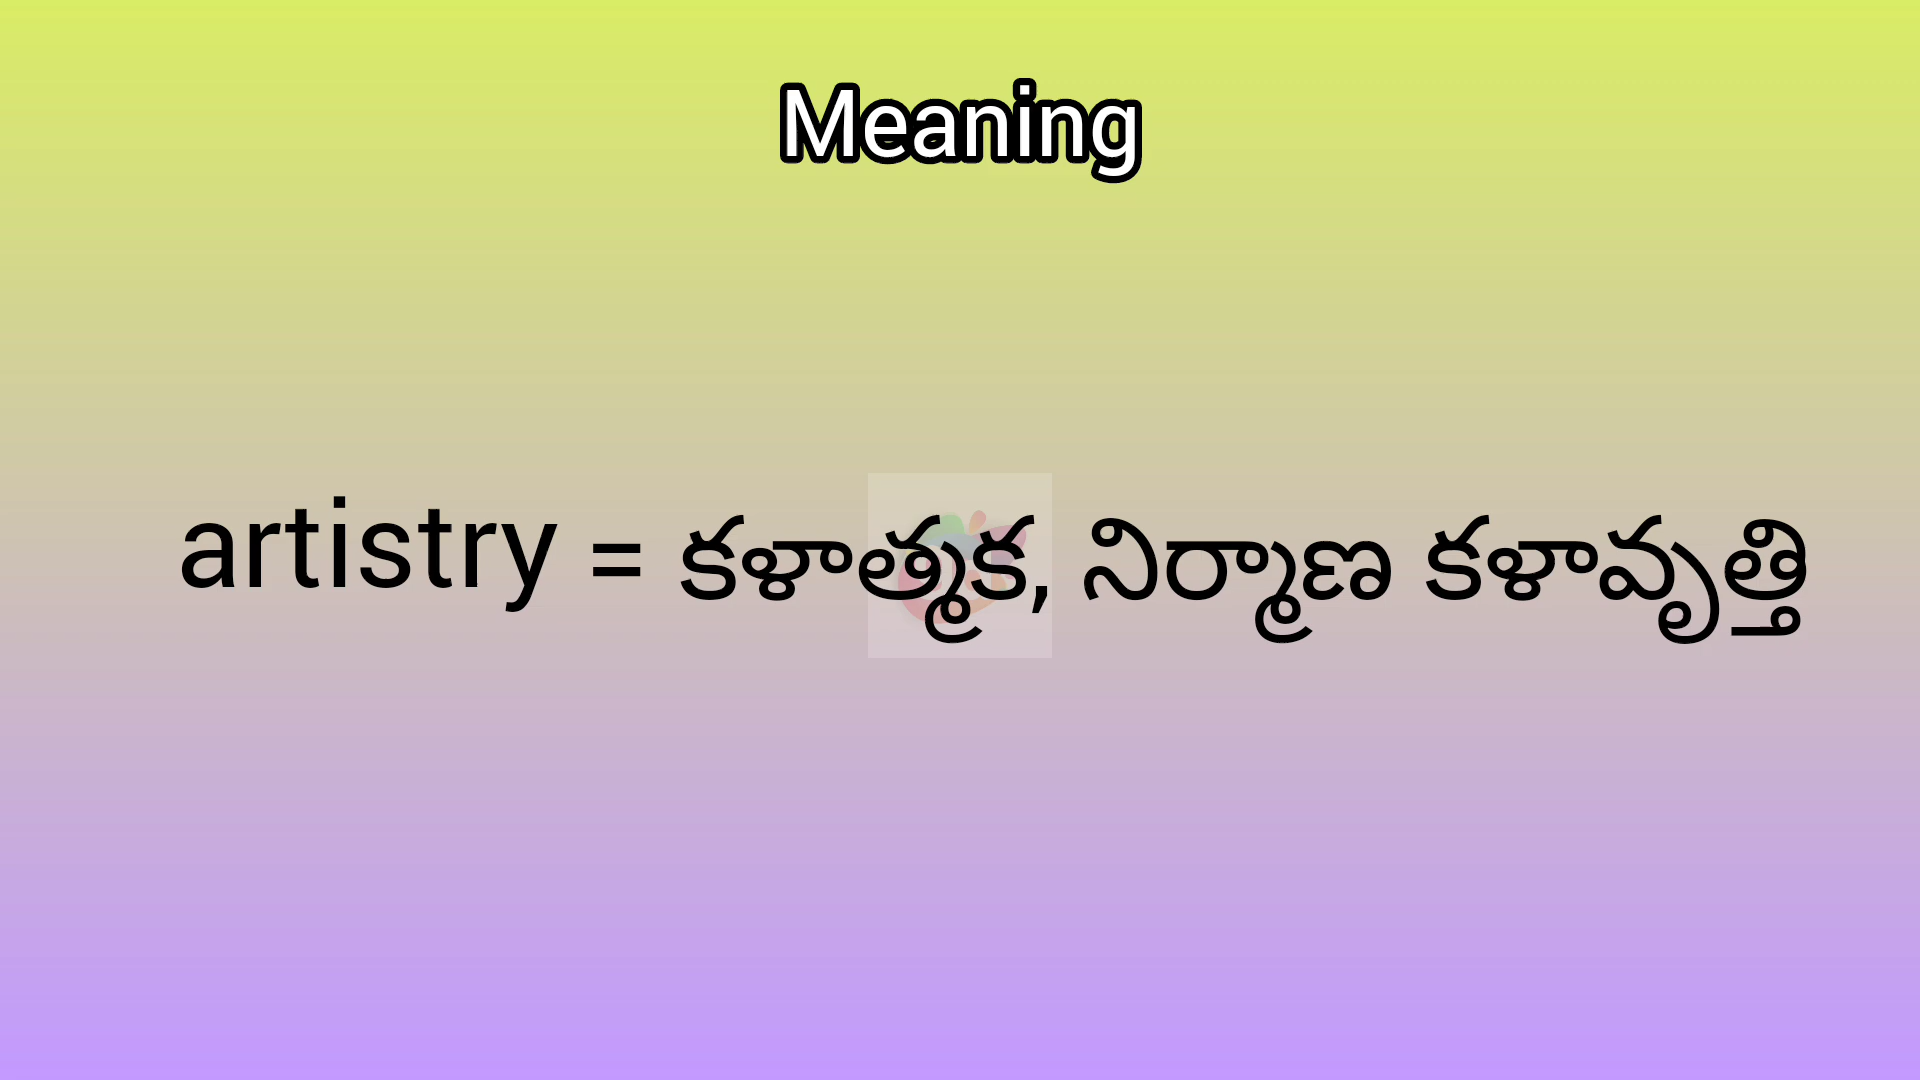 Meaning
artistry = కళాత్మక, నిర్మాణ కళావృత్తి